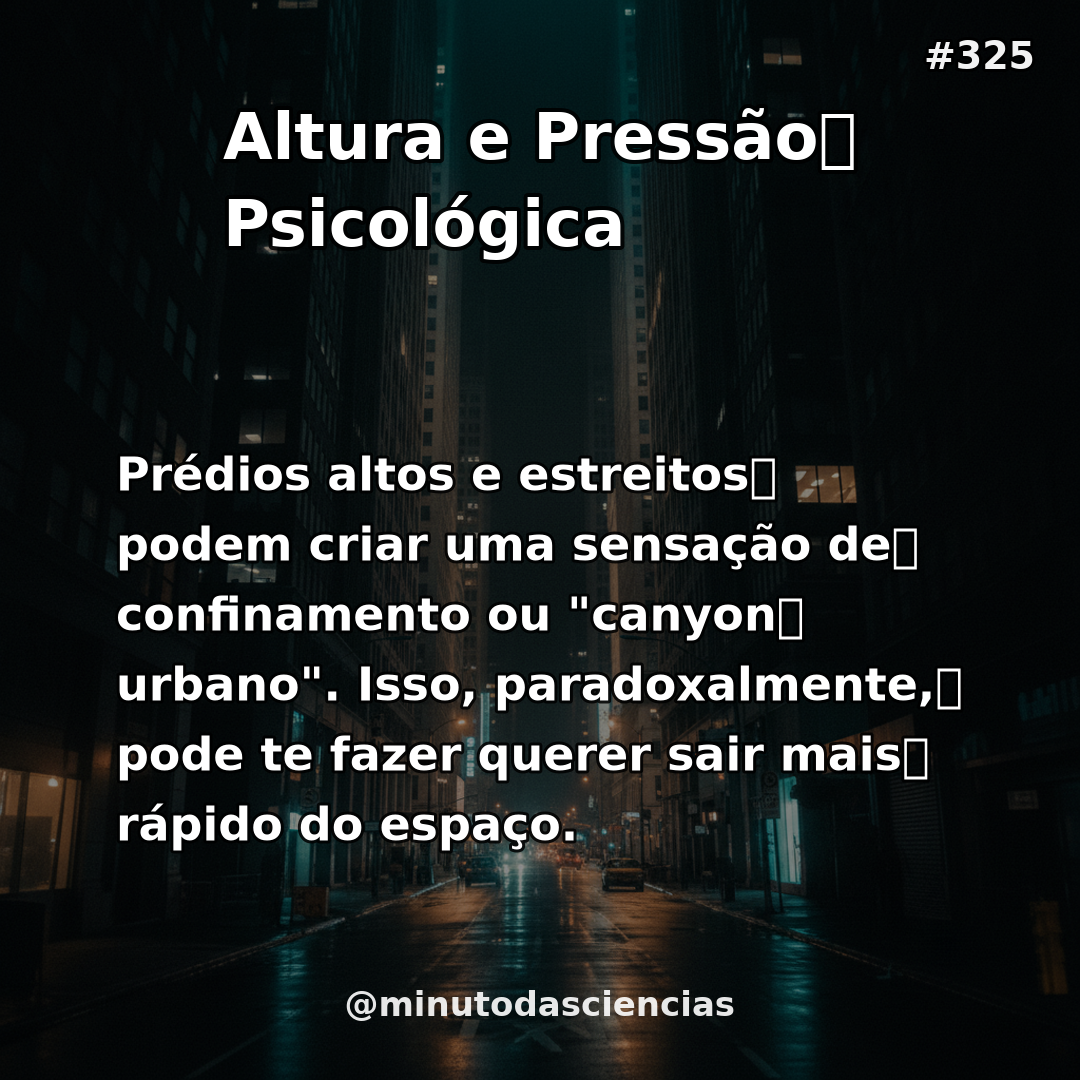 #325
Altura e Pressão▯
Psicológica
Prédios altos e estreitos▯
podem criar uma sensação de▯
confinamento ou "canyon▯
urbano". Isso, paradoxalmente,▯
pode te fazer querer sair mais▯
rápido do espaço.
@minutodasciencias